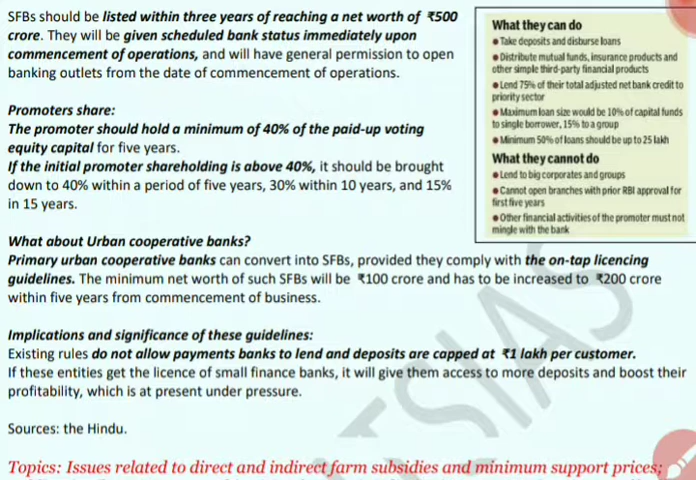 SFBs should be listed within three years of reaching a net worth of ₹500
crore. They will be given scheduled bank status immediately upon
commencement of operations, and will have general permission to open
banking outlets from the date of commencement of operations.
Promoters share:
The promoter should hold a minimum of 40% of the paid-up voting
equity capital for five years.
If the initial promoter shareholding is above 40%, it should be brought
down to 40% within a period of five years, 30% within 10 years, and 15%
in 15 years.
What they can do
● Take deposits and disburse loans
● Distribute mutual funds, insurance products and
other simple third-party financial products
● Lend 75% of their total adjusted net bank credit to
priority sector
● Maximum loan size would be 10% of capital funds
to single borrower, 15% to a group
● Minimum 50% of loans should be up to 25 lakh
What they cannot do
● Lend to big corporates and groups
● Cannot open branches with prior RBI approval for
first five years
● Other financial activities of the promoter must not
mingle with the bank
What about Urban cooperative banks?
Primary urban cooperative banks can convert into SFBs, provided they comply with the on-tap licencing
guidelines. The minimum net worth of such SFBs will be ₹100 crore and has to be increased to ₹200 crore
within five years from commencement of business.
Implications and significance of these guidelines:
Existing rules do not allow payments banks to lend and deposits are capped at ₹1 lakh per customer.
If these entities get the licence of small finance banks, it will give them access to more deposits and boost their
profitability, which is at present under pressure.
Sources: the Hindu.
Topics: Issues related to direct and indirect farm subsidies and minimum support prices;